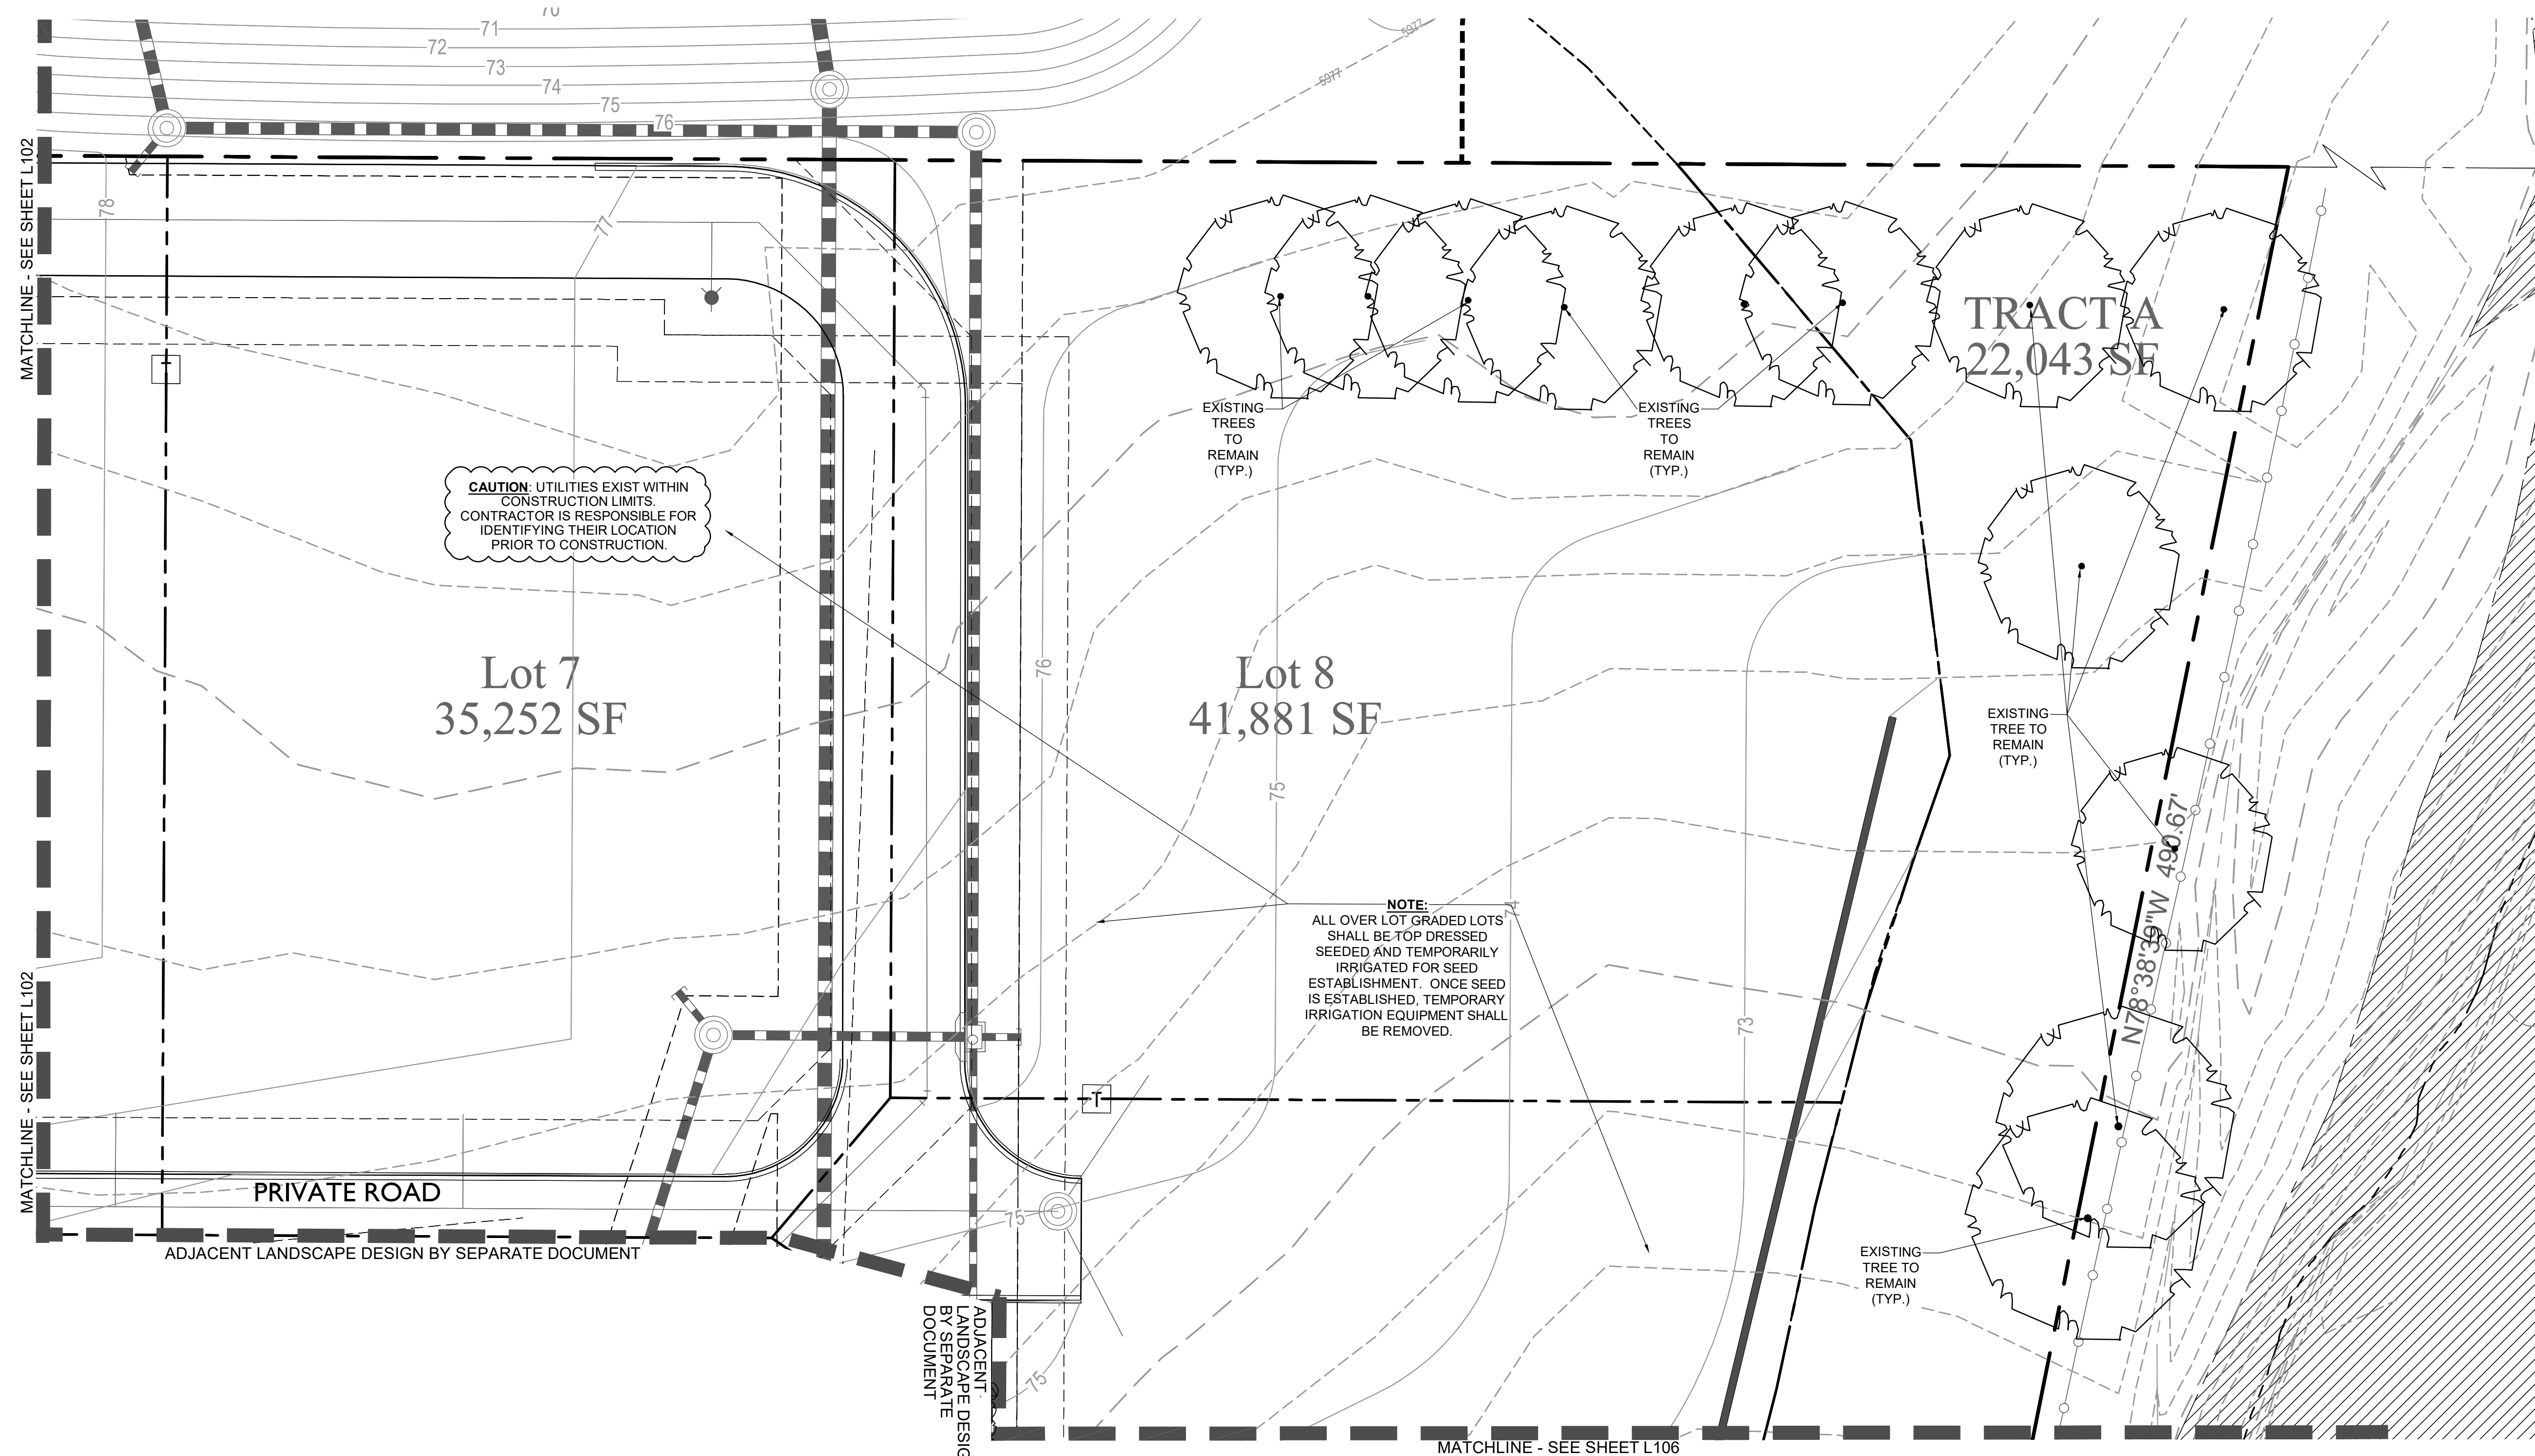 70
71
72
73
74
75
76
5977
5977
MATCHLINE - SEE SHEET L102
78
77
T
TRACT A
22,043 SF
EXISTING
TREES
TO
REMAIN
(TYP.)
EXISTING
TREES
TO
REMAIN
(TYP.)
CAUTION: UTILITIES EXIST WITHIN
CONSTRUCTION LIMITS.
CONTRACTOR IS RESPONSIBLE FOR
IDENTIFYING THEIR LOCATION
PRIOR TO CONSTRUCTION.
Lot 7
35,252 SF
76
Lot 8
41,881 SF
75
EXISTING
TREE TO
REMAIN
(TYP.)
N78°38'39"W 490.67'
NOTE:
ALL OVER LOT GRADED LOTS
SHALL BE TOP DRESSED
SEEDED AND TEMPORARILY
IRRIGATED FOR SEED
ESTABLISHMENT. ONCE SEED
IS ESTABLISHED, TEMPORARY
IRRIGATION EQUIPMENT SHALL
BE REMOVED.
74
73
MATCHLINE - SEE SHEET L102
T
PRIVATE ROAD
75
ADJACENT LANDSCAPE DESIGN BY SEPARATE DOCUMENT
EXISTING
TREE TO
REMAIN
(TYP.)
ADJACENT
LANDSCAPE DESIG
BY SEPARATE
DOCUMENT
75
MATCHLINE - SEE SHEET L106